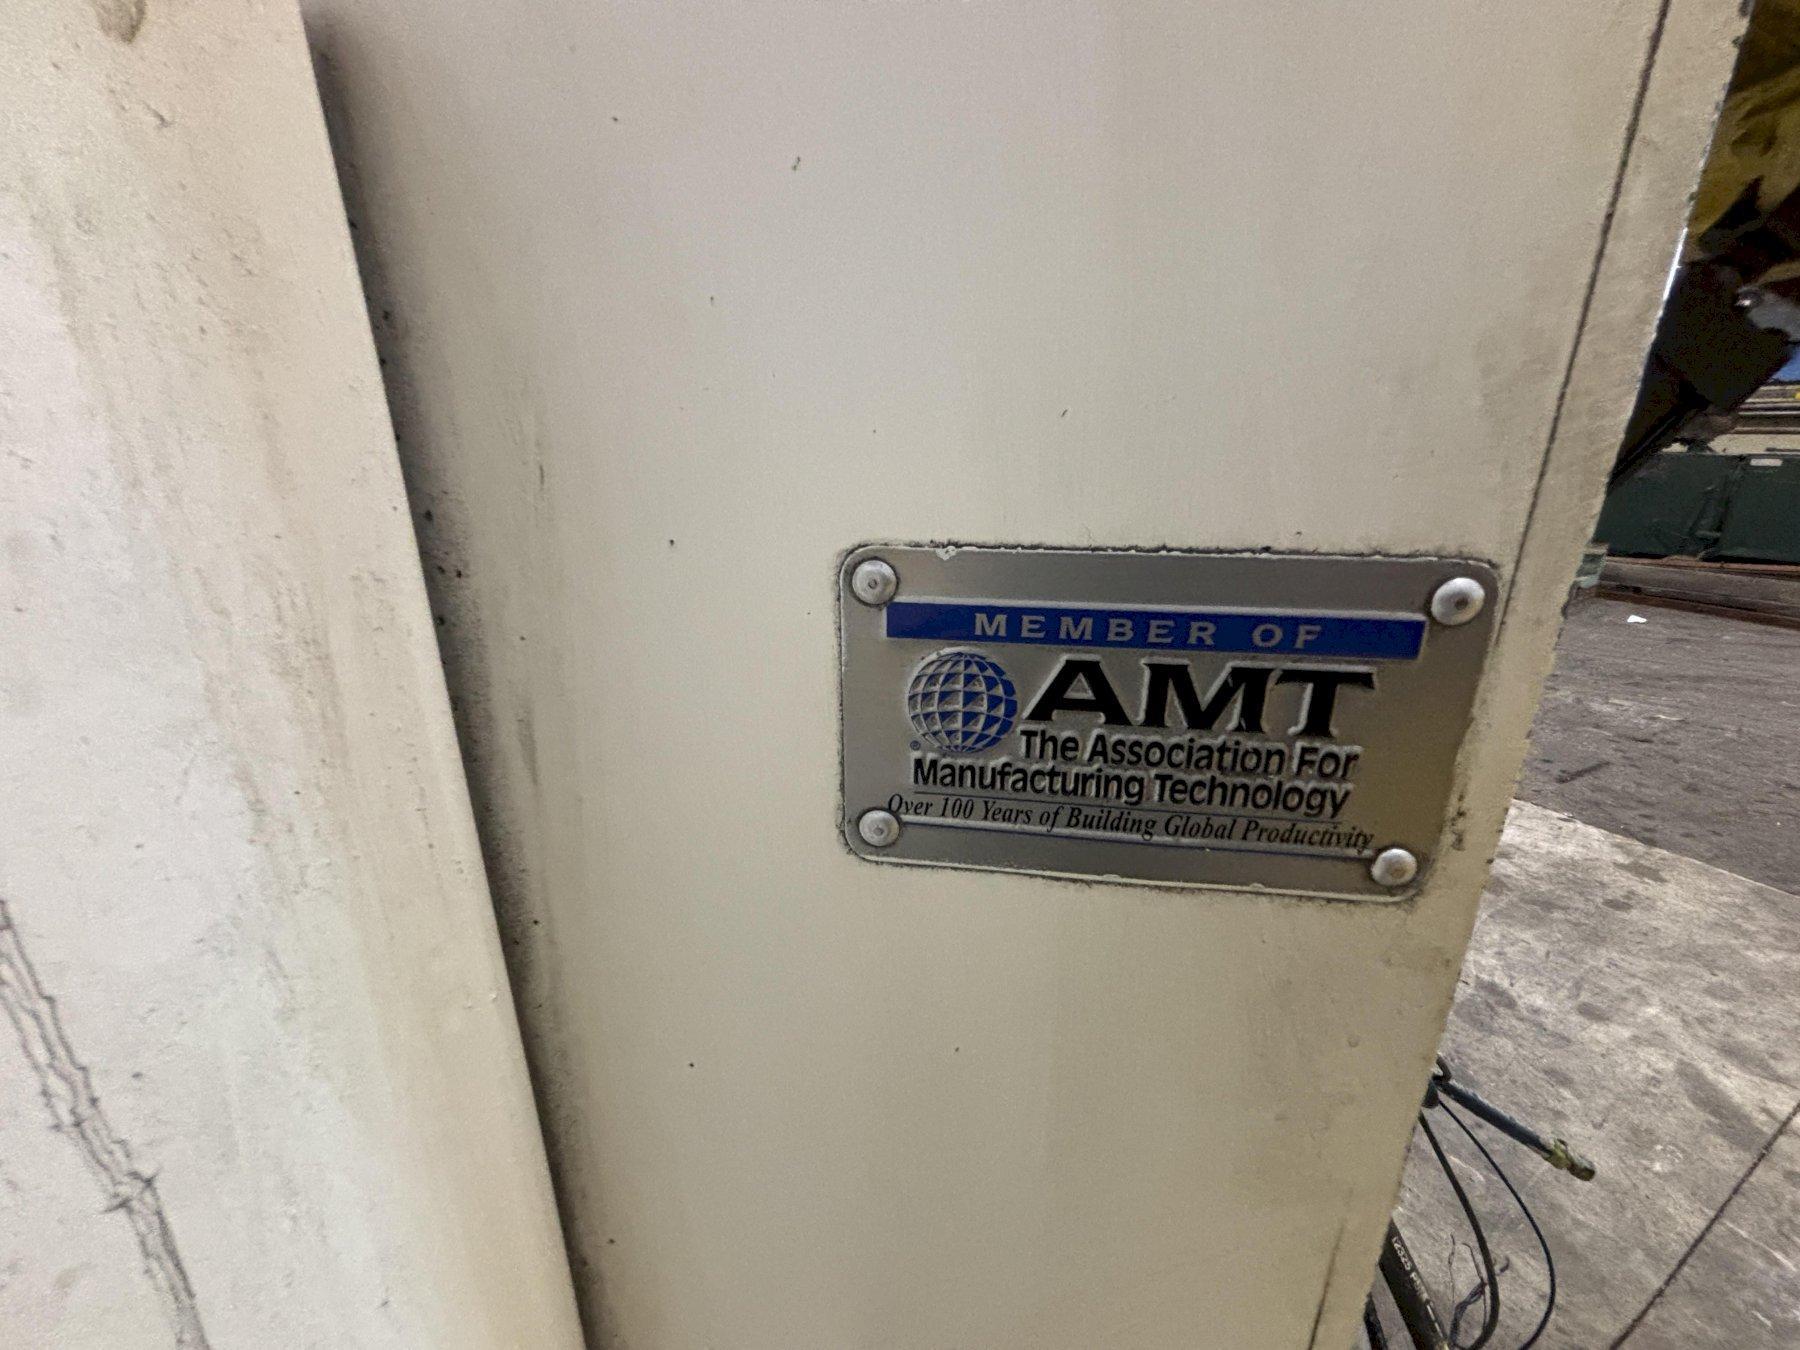 MEMBER OF
AMT
The Association For
Manufacturing Technology
®
Over 100 Years of Building Global Productivity